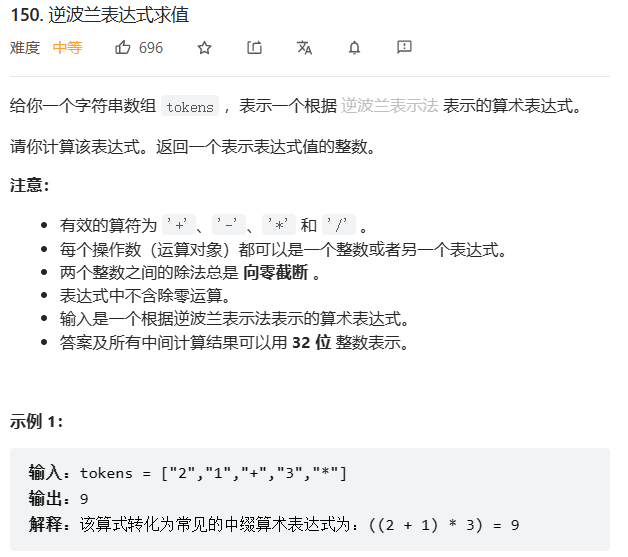 150. 逆波兰表达式求值
难度 中等 696
给你一个字符串数组 tokens ，表示一个根据 逆波兰表示法 表示的算术表达式。
请你计算该表达式。返回一个表示表达式值的整数。
注意：
有效的算符为 '+'、'-'、'*' 和 '/' 。
每个操作数（运算对象）都可以是一个整数或者另一个表达式。
两个整数之间的除法总是 向零截断 。
表达式中不含除零运算。
输入是一个根据逆波兰表示法表示的算术表达式。
答案及所有中间计算结果可以用 32 位 整数表示。
示例 1：
输入：tokens = ["2","1","+","3","*"]
输出：9
解释：该算式转化为常见的中缀算术表达式为：((2 + 1) * 3) = 9